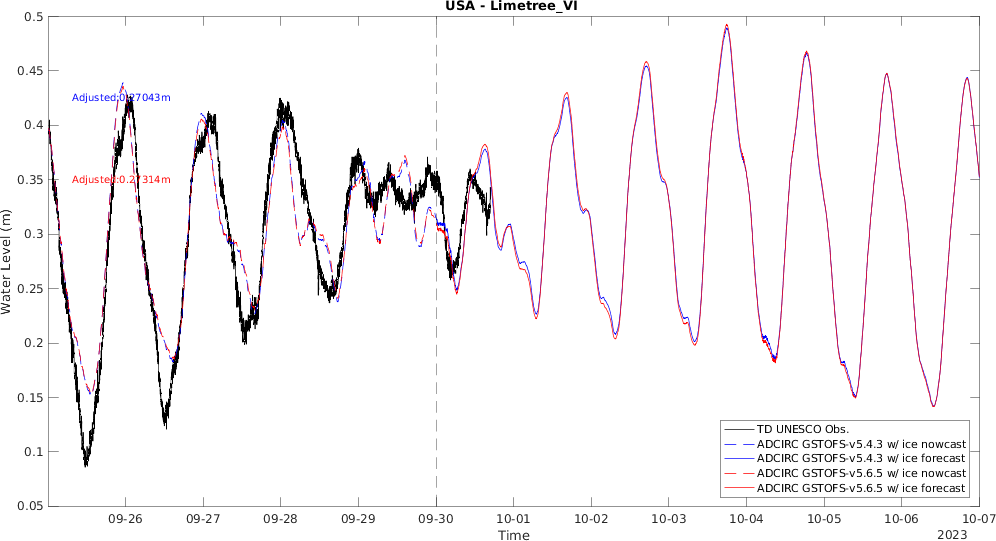 USA - Limetree_VI
0.5
0.45
0.4
0.35
0.3
0.25
0.2
0.15
0.1
0.05
Water Level (m)
Adjusted:0.27043m
Adjusted:0.27314m
TD UNESCO Obs.
ADCIRC GSTOFS-v5.4.3 w/ ice nowcast
ADCIRC GSTOFS-v5.4.3 w/ ice forecast
ADCIRC GSTOFS-v5.6.5 w/ ice nowcast
ADCIRC GSTOFS-v5.6.5 w/ ice forecast
09-26 09-27 09-28 09-29 09-30 10-01 10-02 10-03 10-04 10-05 10-06 10-07
Time 2023